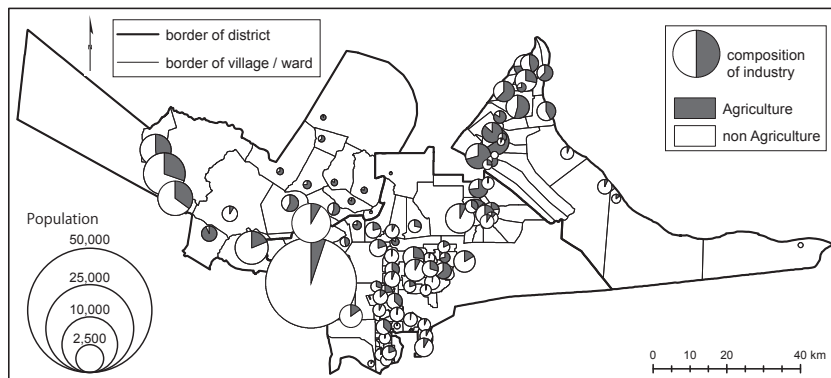 N
border of district
border of village / ward
composition
of industry
Agriculture
non Agriculture
Population
50,000
25,000
10,000
2,500
0 10 20 40 km